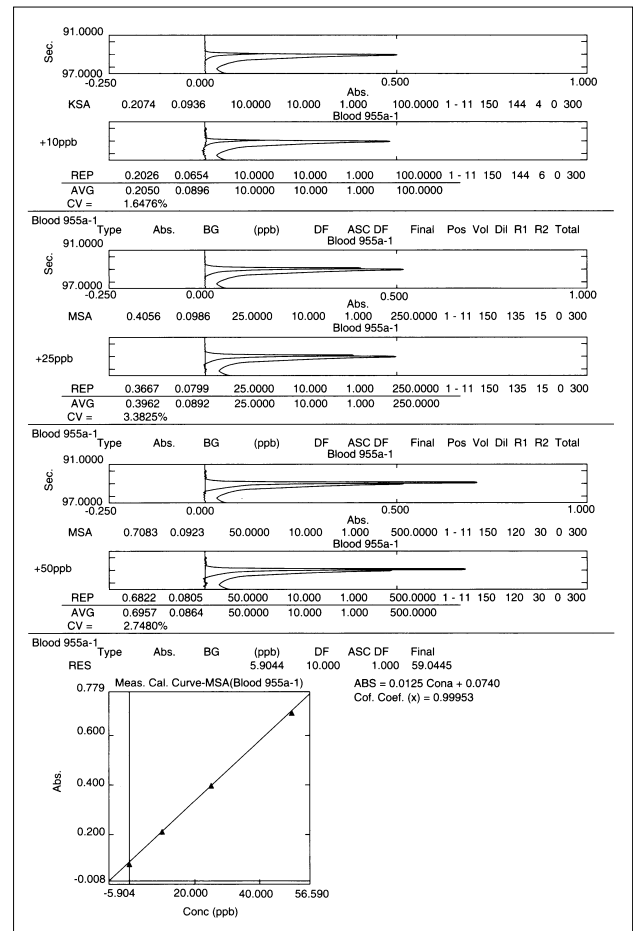 91.0000
Sec.
97.0000
-0.250 0.000 0.500 1.000
Abs.
KSA 0.2074 0.0936 10.0000 10.000 1.000 100.0000 1 - 11 150 144 4 0 300
Blood 955a-1
+10ppb
REP 0.2026 0.0654 10.0000 10.000 1.000 100.0000 1 - 11 150 144 6 0 300
AVG 0.2050 0.0896 10.0000 10.000 1.000 100.0000
CV = 1.6476%
Blood 955a-1
Type Abs. BG (ppb) DF ASC DF Final Pos Vol Dil R1 R2 Total
Blood 955a-1
91.0000
Sec.
97.0000
-0.250 0.000 0.500 1.000
Abs.
MSA 0.4056 0.0986 25.0000 10.000 1.000 250.0000 1 - 11 150 135 15 0 300
Blood 955a-1
+25ppb
REP 0.3667 0.0799 25.0000 10.000 1.000 250.0000 1 - 11 150 135 15 0 300
AVG 0.3962 0.0892 25.0000 10.000 1.000 250.0000
CV = 3.3825%
Blood 955a-1
Type Abs. BG (ppb) DF ASC DF Final Pos Vol Dil R1 R2 Total
Blood 955a-1
91.0000
Sec.
97.0000
-0.250 0.000 0.500 1.000
Abs.
MSA 0.7083 0.0923 50.0000 10.000 1.000 500.0000 1 - 11 150 120 30 0 300
Blood 955a-1
+50ppb
REP 0.6822 0.0805 50.0000 10.000 1.000 500.0000 1 - 11 150 120 30 0 300
AVG 0.6957 0.0864 50.0000 10.000 1.000 500.0000
CV = 2.7480%
Blood 955a-1
Type Abs. BG (ppb) DF ASC DF Final
RES 5.9044 10.000 1.000 59.0445
Meas. Cal. Curve-MSA(Blood 955a-1)
ABS = 0.0125 Cona + 0.0740
Cof. Coef. (x) = 0.99953
0.779
0.600
Abs.
0.400
0.200
-0.008
-5.904 20.000 40.000 56.590
Conc (ppb)